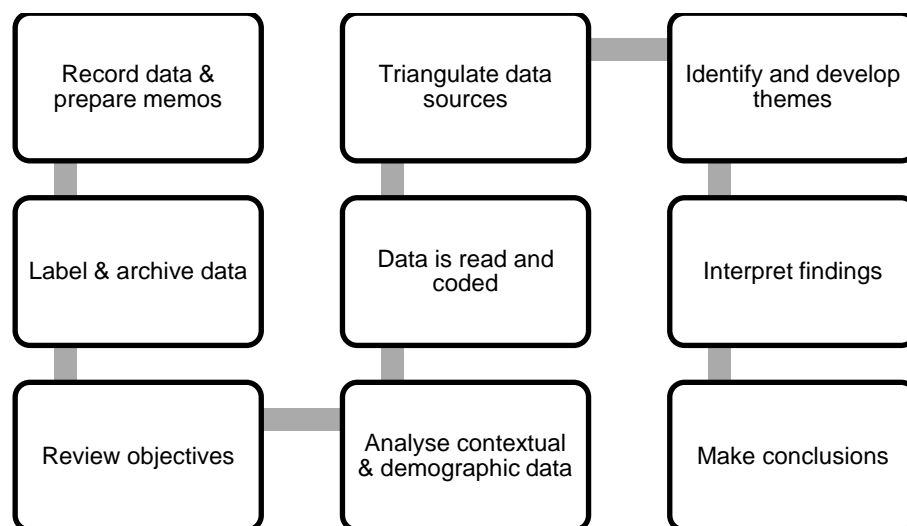 Record data &
prepare memos
Label & archive data
Review objectives
Analyse contextual
& demographic data
Data is read and
coded
Triangulate data
sources
Identify and develop
themes
Interpret findings
Make conclusions